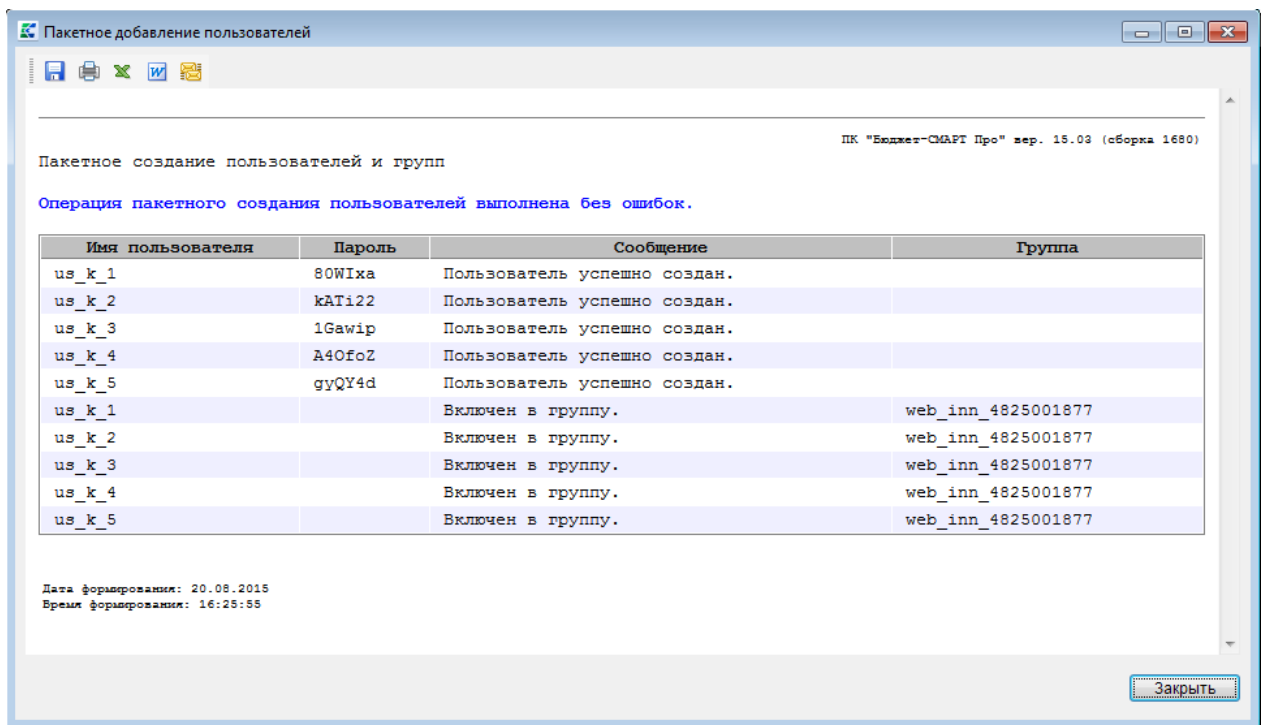 Пакетное добавление пользователей
ПК "Бюджет-СМАРТ Про" вер. 15.03 (сборка 1680)
Пакетное создание пользователей и групп
Операция пакетного создания пользователей выполнена без ошибок.
Имя пользователя Пароль Сообщение Группа
us_k_1 80WIxa Пользователь успешно создан.
us_k_2 kATi22 Пользователь успешно создан.
us_k_3 1Gawip Пользователь успешно создан.
us_k_4 A4OfoZ Пользователь успешно создан.
us_k_5 gyQY4d Пользователь успешно создан.
us_k_1 Включен в группу. web_inn_4825001877
us_k_2 Включен в группу. web_inn_4825001877
us_k_3 Включен в группу. web_inn_4825001877
us_k_4 Включен в группу. web_inn_4825001877
us_k_5 Включен в группу. web_inn_4825001877
Дата формирования: 20.08.2015
Время формирования: 16:25:55
Закрыть